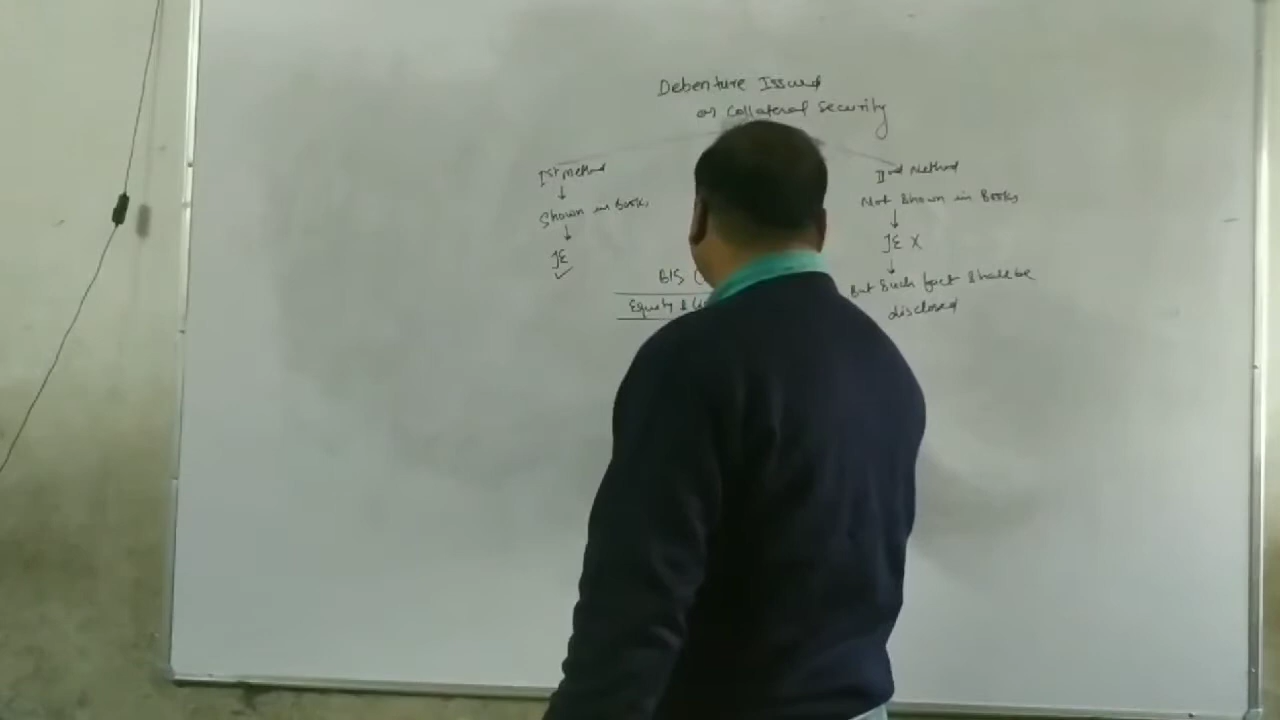 Debenture Issued
as Collateral Security
Ist Method
Shown in Books
JE
✓
IInd Method
Not Shown in Books
JE X
But Such fact Shall be
disclosed
B/S (
Equity &